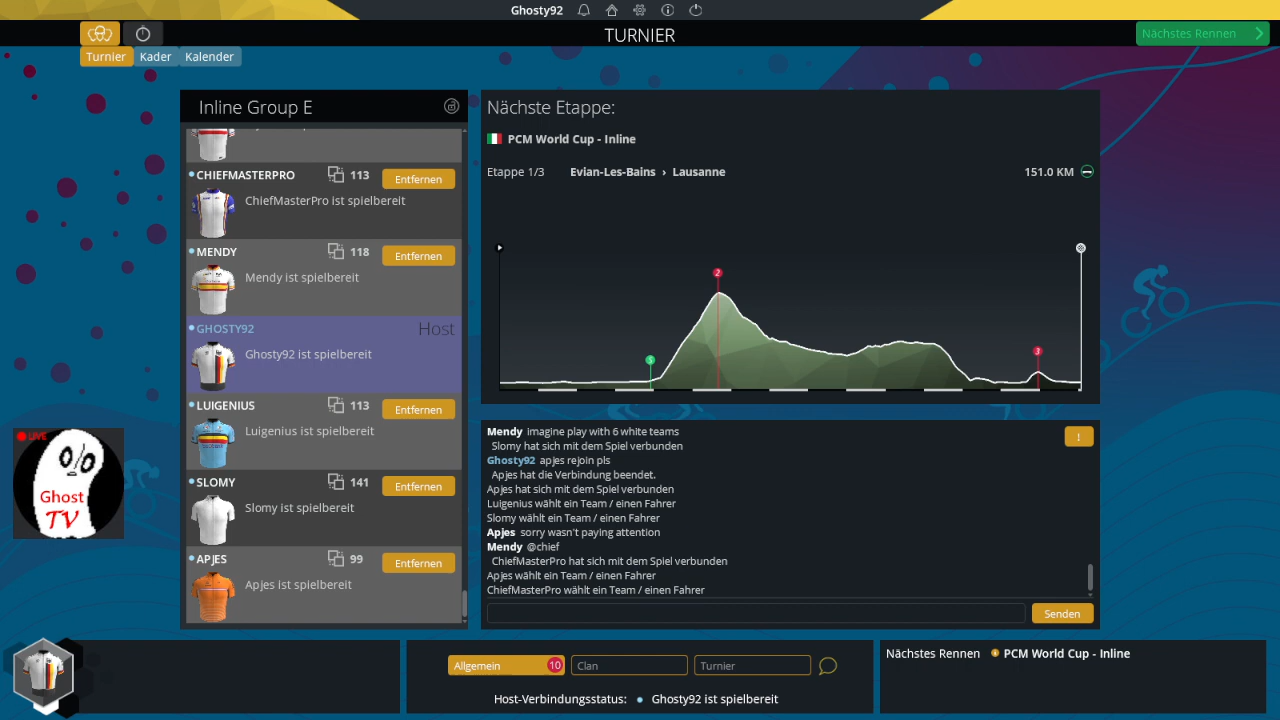 Ghosty92
TURNIER
Nächstes Rennen
Turnier
Kader
Kalender
Inline Group E
CHIEFMASTERPRO
113
Entfernen
ChiefMasterPro ist spielbereit
MENDY
118
Entfernen
Mendy ist spielbereit
GHOSTY92
Host
Ghosty92 ist spielbereit
LUIGENIUS
113
Entfernen
Luigenius ist spielbereit
SLOMY
141
Entfernen
Slomy ist spielbereit
APJES
99
Entfernen
Apjes ist spielbereit
Nächste Etappe:
PCM World Cup - Inline
Etappe 1/3
Evian-Les-Bains › Lausanne
151.0 KM
2
S
3
Mendy imagine play with 6 white teams
Slomy hat sich mit dem Spiel verbunden
Ghosty92 apjes rejoin pls
Apjes hat die Verbindung beendet.
Apjes hat sich mit dem Spiel verbunden
Luigenius wählt ein Team / einen Fahrer
Slomy wählt ein Team / einen Fahrer
Apjes sorry wasn't paying attention
Mendy @chief
ChiefMasterPro hat sich mit dem Spiel verbunden
Apjes wählt ein Team / einen Fahrer
ChiefMasterPro wählt ein Team / einen Fahrer
!
Senden
LIVE
Ghost
TV
Allgemein 10
Clan
Turnier
Host-Verbindungsstatus: Ghosty92 ist spielbereit
Nächstes Rennen PCM World Cup - Inline